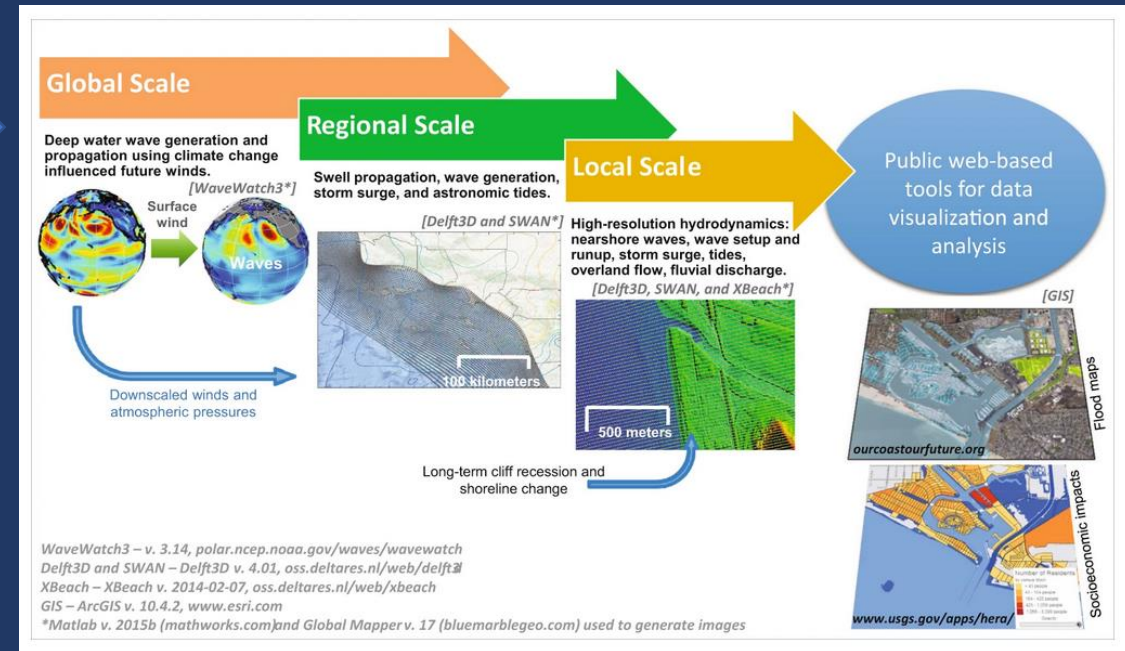 Global Scale
Deep water wave generation and
propagation using climate change
influenced future winds.
[WaveWatch3*]
Surface
wind
Waves
Downscaled winds and
atmospheric pressures
Regional Scale
Swell propagation, wave generation,
storm surge, and astronomic tides.
[Delft3D and SWAN*]
100 kilometers
Local Scale
High-resolution hydrodynamics:
nearshore waves, wave setup and
runup, storm surge, tides,
overland flow, fluvial discharge.
[Delft3D, SWAN, and XBeach*]
500 meters
Long-term cliff recession and
shoreline change
Public web-based
tools for data
visualization and
analysis
[GIS]
ourcoastourfuture.org
Flood maps
Number of Residents
www.usgs.gov/apps/hera/
Socioeconomic impacts
WaveWatch3 – v. 3.14, polar.ncep.noaa.gov/waves/wavewatch
Delft3D and SWAN – Delft3D v. 4.01, oss.deltares.nl/web/delft3d
XBeach – XBeach v. 2014-02-07, oss.deltares.nl/web/xbeach
GIS – ArcGIS v. 10.4.2, www.esri.com
*Matlab v. 2015b (mathworks.com)and Global Mapper v. 17 (bluemarblegeo.com) used to generate images